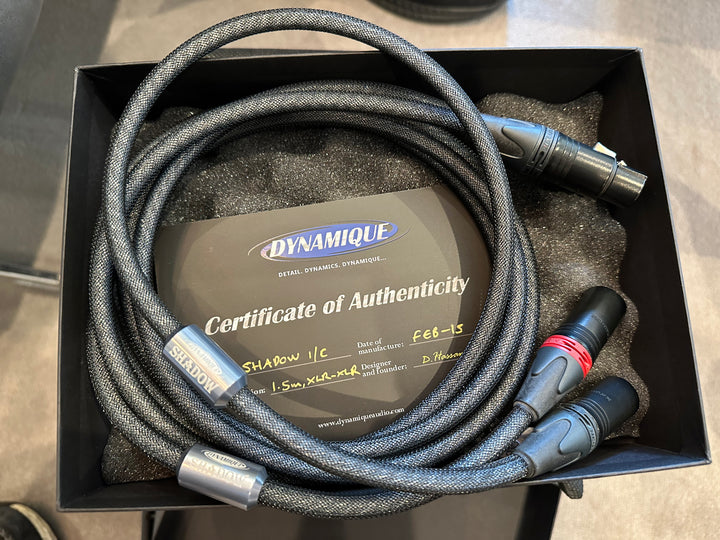 DYNAMIQUE
DETAIL. DYNAMICS. DYNAMIQUE...
Certificate of Authenticity
SHADOW I/C
Date of manufacture: FEB-15
1.5m, XLR-XLR
Designer and founder: D. Hassan
www.dynamiqueaudio.com
SHADOW
DYNAMIQUE
SHADOW